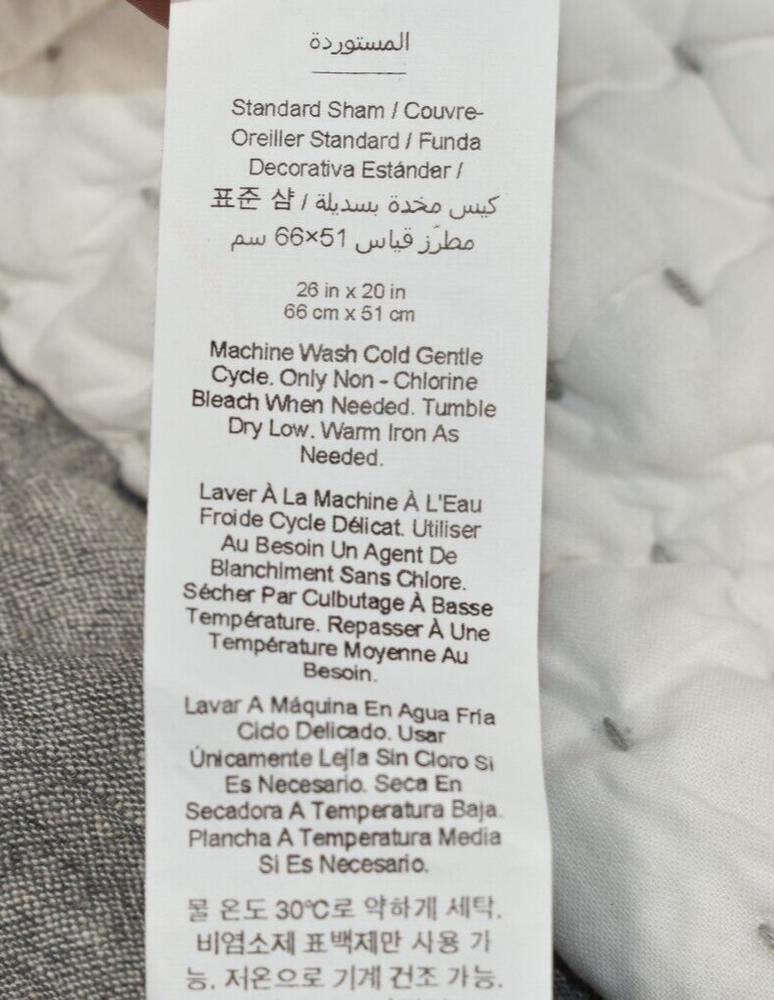 المستوردة
Standard Sham / Couvre-
Oreiller Standard / Funda
Decorativa Estándar /
표준 샴 / كيس مخدة بسديلة
مطرّز قياس 51×66 سم
26 in x 20 in
66 cm x 51 cm
Machine Wash Cold Gentle
Cycle. Only Non - Chlorine
Bleach When Needed. Tumble
Dry Low. Warm Iron As
Needed.
Laver À La Machine À L'Eau
Froide Cycle Délicat. Utiliser
Au Besoin Un Agent De
Blanchiment Sans Chlore.
Sécher Par Culbutage À Basse
Température. Repasser À Une
Température Moyenne Au
Besoin.
Lavar A Máquina En Agua Fría
Ciclo Delicado. Usar
Únicamente Lejía Sin Cloro Si
Es Necesario. Seca En
Secadora A Temperatura Baja.
Plancha A Temperatura Media
Si Es Necesario.
물 온도 30℃로 약하게 세탁.
비염소제 표백제만 사용 가
능. 저온으로 기계 건조 가능.